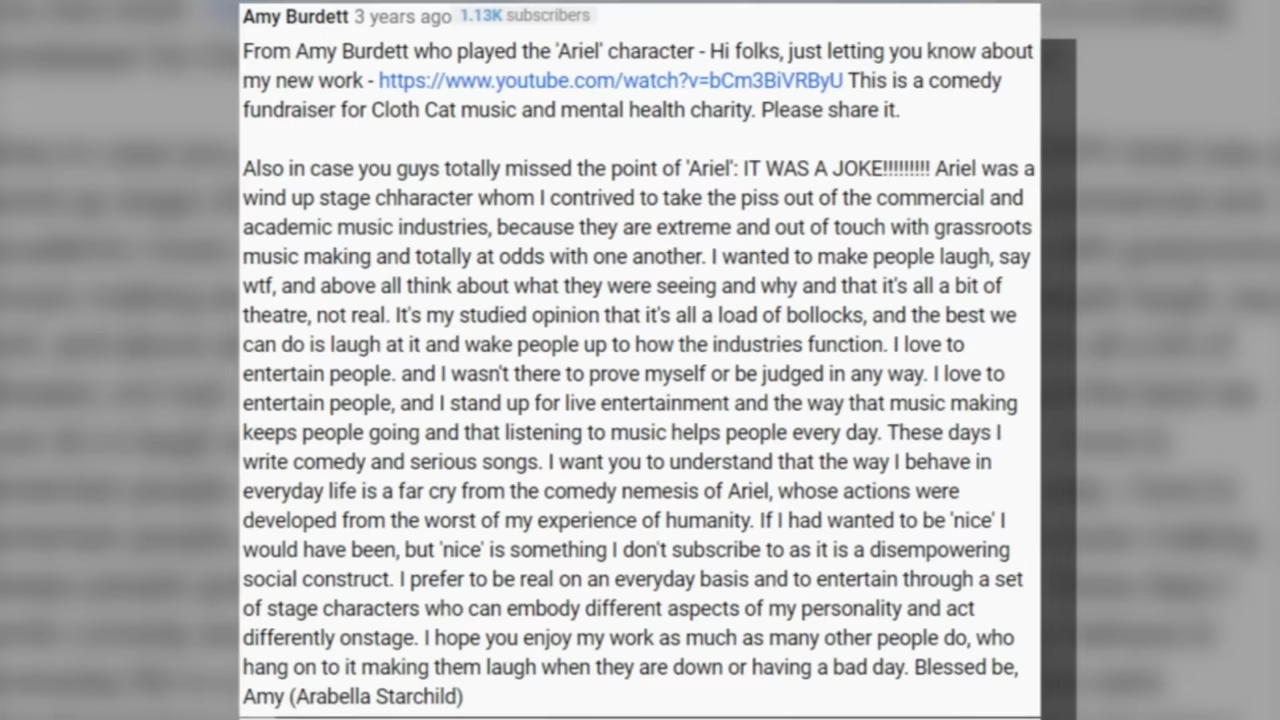 Amy Burdett 3 years ago 1.13K subscribers
From Amy Burdett who played the 'Ariel' character - Hi folks, just letting you know about
my new work - https://www.youtube.com/watch?v=bCm3BiVRByU This is a comedy
fundraiser for Cloth Cat music and mental health charity. Please share it.
Also in case you guys totally missed the point of 'Ariel': IT WAS A JOKE!!!!!!!!! Ariel was a
wind up stage chharacter whom I contrived to take the piss out of the commercial and
academic music industries, because they are extreme and out of touch with grassroots
music making and totally at odds with one another. I wanted to make people laugh, say
wtf, and above all think about what they were seeing and why and that it's all a bit of
theatre, not real. It's my studied opinion that it's all a load of bollocks, and the best we
can do is laugh at it and wake people up to how the industries function. I love to
entertain people. and I wasn't there to prove myself or be judged in any way. I love to
entertain people, and I stand up for live entertainment and the way that music making
keeps people going and that listening to music helps people every day. These days I
write comedy and serious songs. I want you to understand that the way I behave in
everyday life is a far cry from the comedy nemesis of Ariel, whose actions were
developed from the worst of my experience of humanity. If I had wanted to be 'nice' I
would have been, but 'nice' is something I don't subscribe to as it is a disempowering
social construct. I prefer to be real on an everyday basis and to entertain through a set
of stage characters who can embody different aspects of my personality and act
differently onstage. I hope you enjoy my work as much as many other people do, who
hang on to it making them laugh when they are down or having a bad day. Blessed be,
Amy (Arabella Starchild)